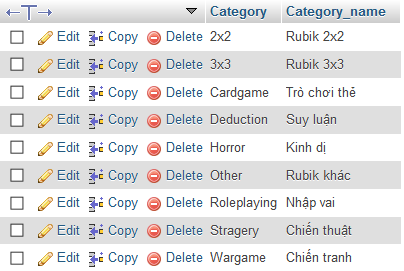 Category Category_name
Edit Copy Delete 2x2 Rubik 2x2
Edit Copy Delete 3x3 Rubik 3x3
Edit Copy Delete Cardgame Trò chơi thẻ
Edit Copy Delete Deduction Suy luận
Edit Copy Delete Horror Kinh dị
Edit Copy Delete Other Rubik khác
Edit Copy Delete Roleplaying Nhập vai
Edit Copy Delete Stragery Chiến thuật
Edit Copy Delete Wargame Chiến tranh